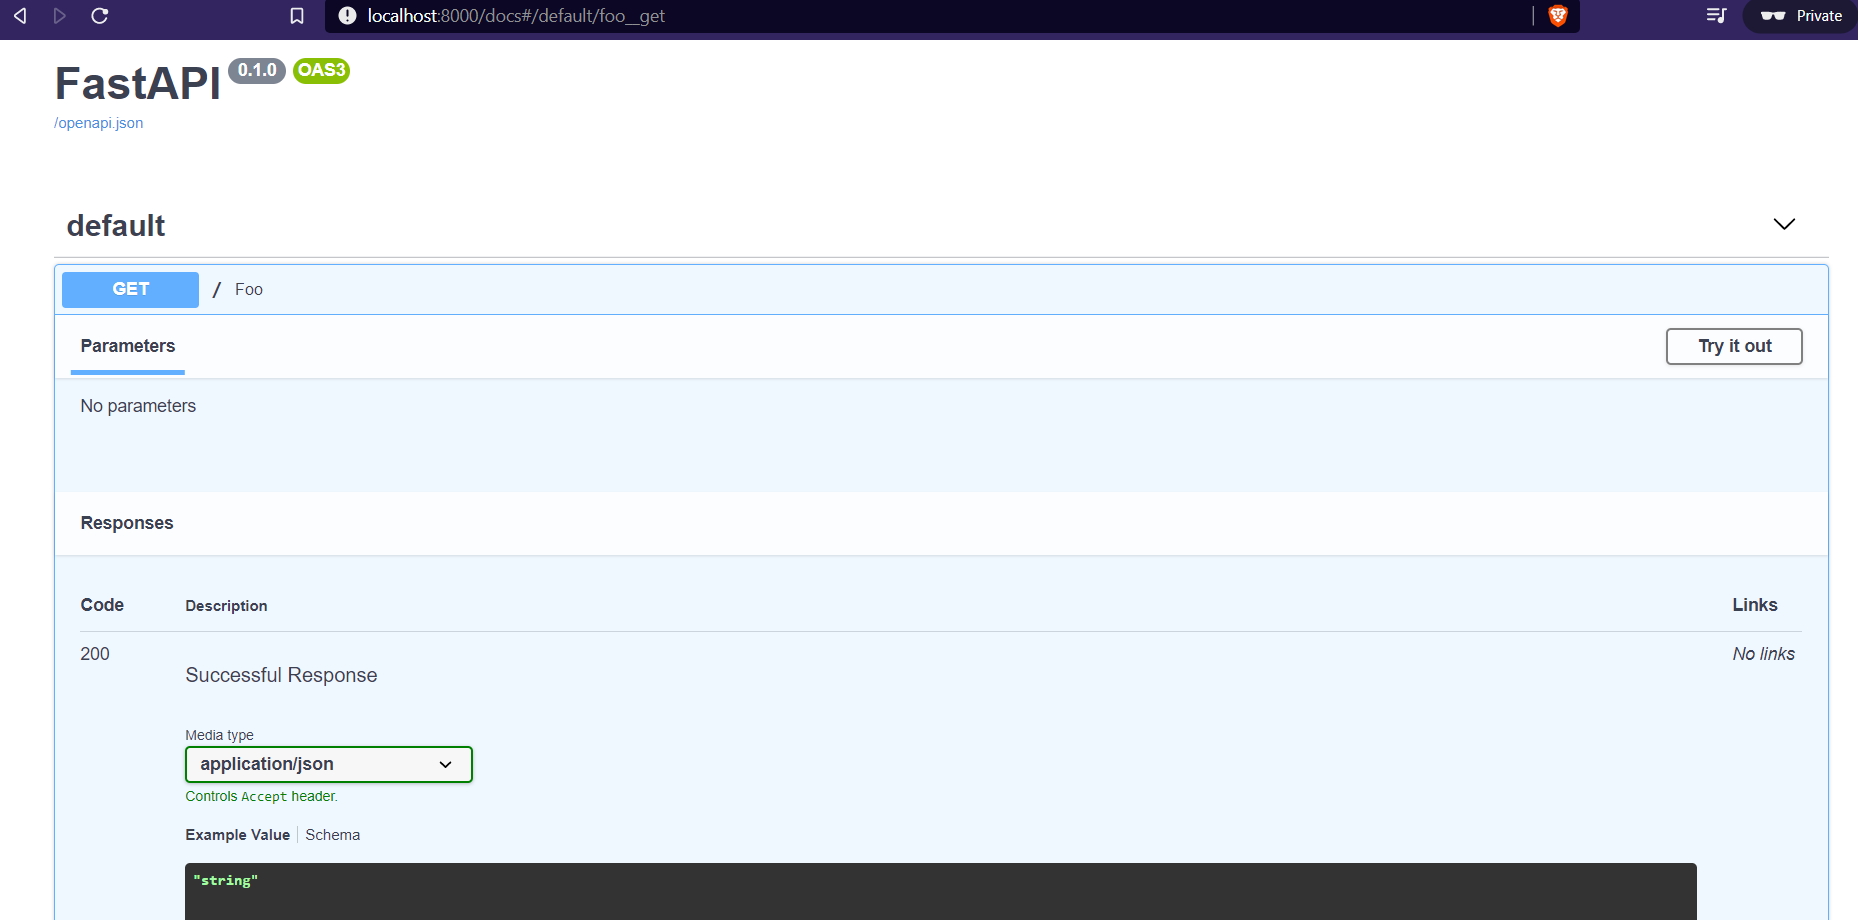 localhost:8000/docs#/default/foo__get
Private
FastAPI 0.1.0 OAS3
/openapi.json
default
GET / Foo
Parameters
Try it out
No parameters
Responses
Code Description Links
200 No links
Successful Response
Media type
application/json
Controls Accept header.
Example Value Schema
"string"